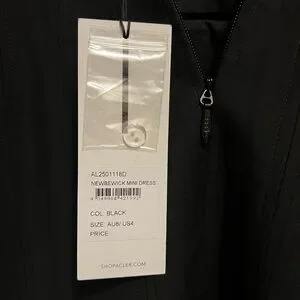 AL2501118D
NEWBEWICK MINI DRESS
COL: BLACK
SIZE: AU8/ US4
PRICE:
SHOPACLER.COM